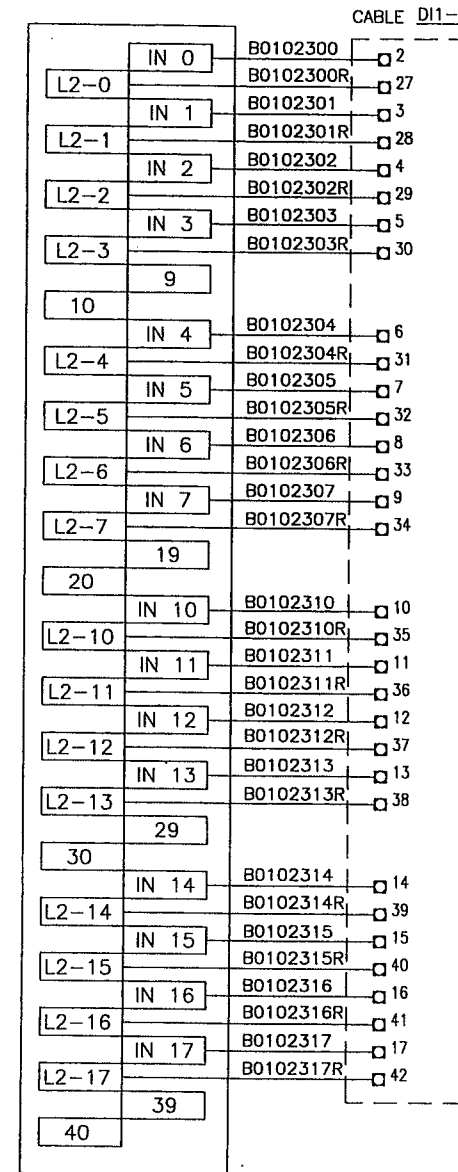 CABLE DI1-
IN 0 B0102300 2
L2-0 B0102300R 27
IN 1 B0102301 3
L2-1 B0102301R 28
IN 2 B0102302 4
L2-2 B0102302R 29
IN 3 B0102303 5
L2-3 B0102303R 30
9
10
IN 4 B0102304 6
L2-4 B0102304R 31
IN 5 B0102305 7
L2-5 B0102305R 32
IN 6 B0102306 8
L2-6 B0102306R 33
IN 7 B0102307 9
L2-7 B0102307R 34
19
20
IN 10 B0102310 10
L2-10 B0102310R 35
IN 11 B0102311 11
L2-11 B0102311R 36
IN 12 B0102312 12
L2-12 B0102312R 37
IN 13 B0102313 13
L2-13 B0102313R 38
29
30
IN 14 B0102314 14
L2-14 B0102314R 39
IN 15 B0102315 15
L2-15 B0102315R 40
IN 16 B0102316 16
L2-16 B0102316R 41
IN 17 B0102317 17
L2-17 B0102317R 42
39
40